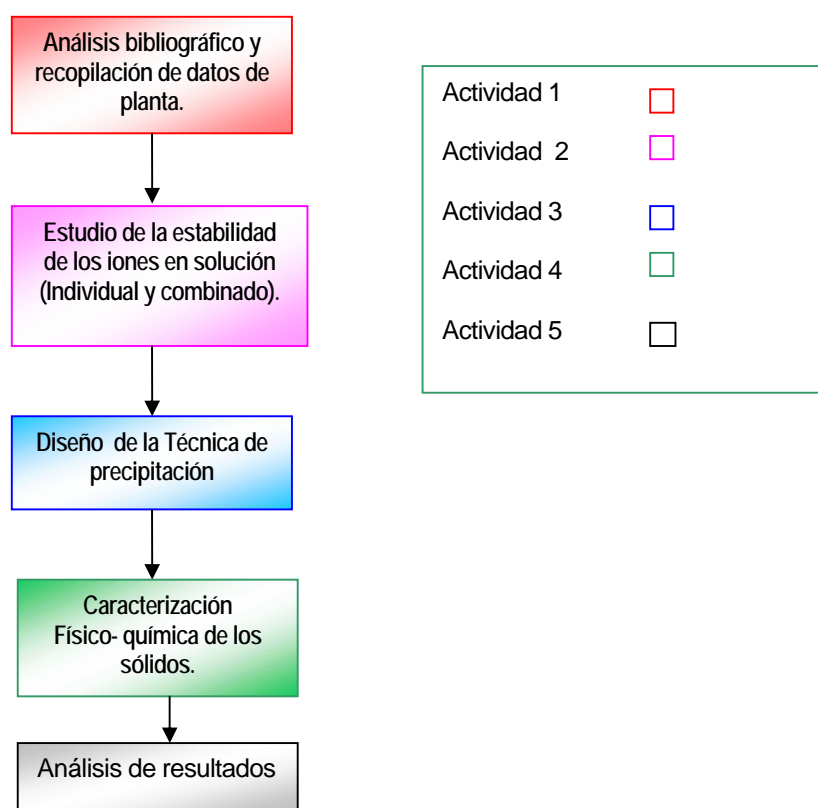 Análisis bibliográfico y
recopilación de datos de
planta.
Estudio de la estabilidad
de los iones en solución
(Individual y combinado).
Diseño de la Técnica de
precipitación
Caracterización
Físico- química de los
sólidos.
Análisis de resultados
Actividad 1
Actividad 2
Actividad 3
Actividad 4
Actividad 5